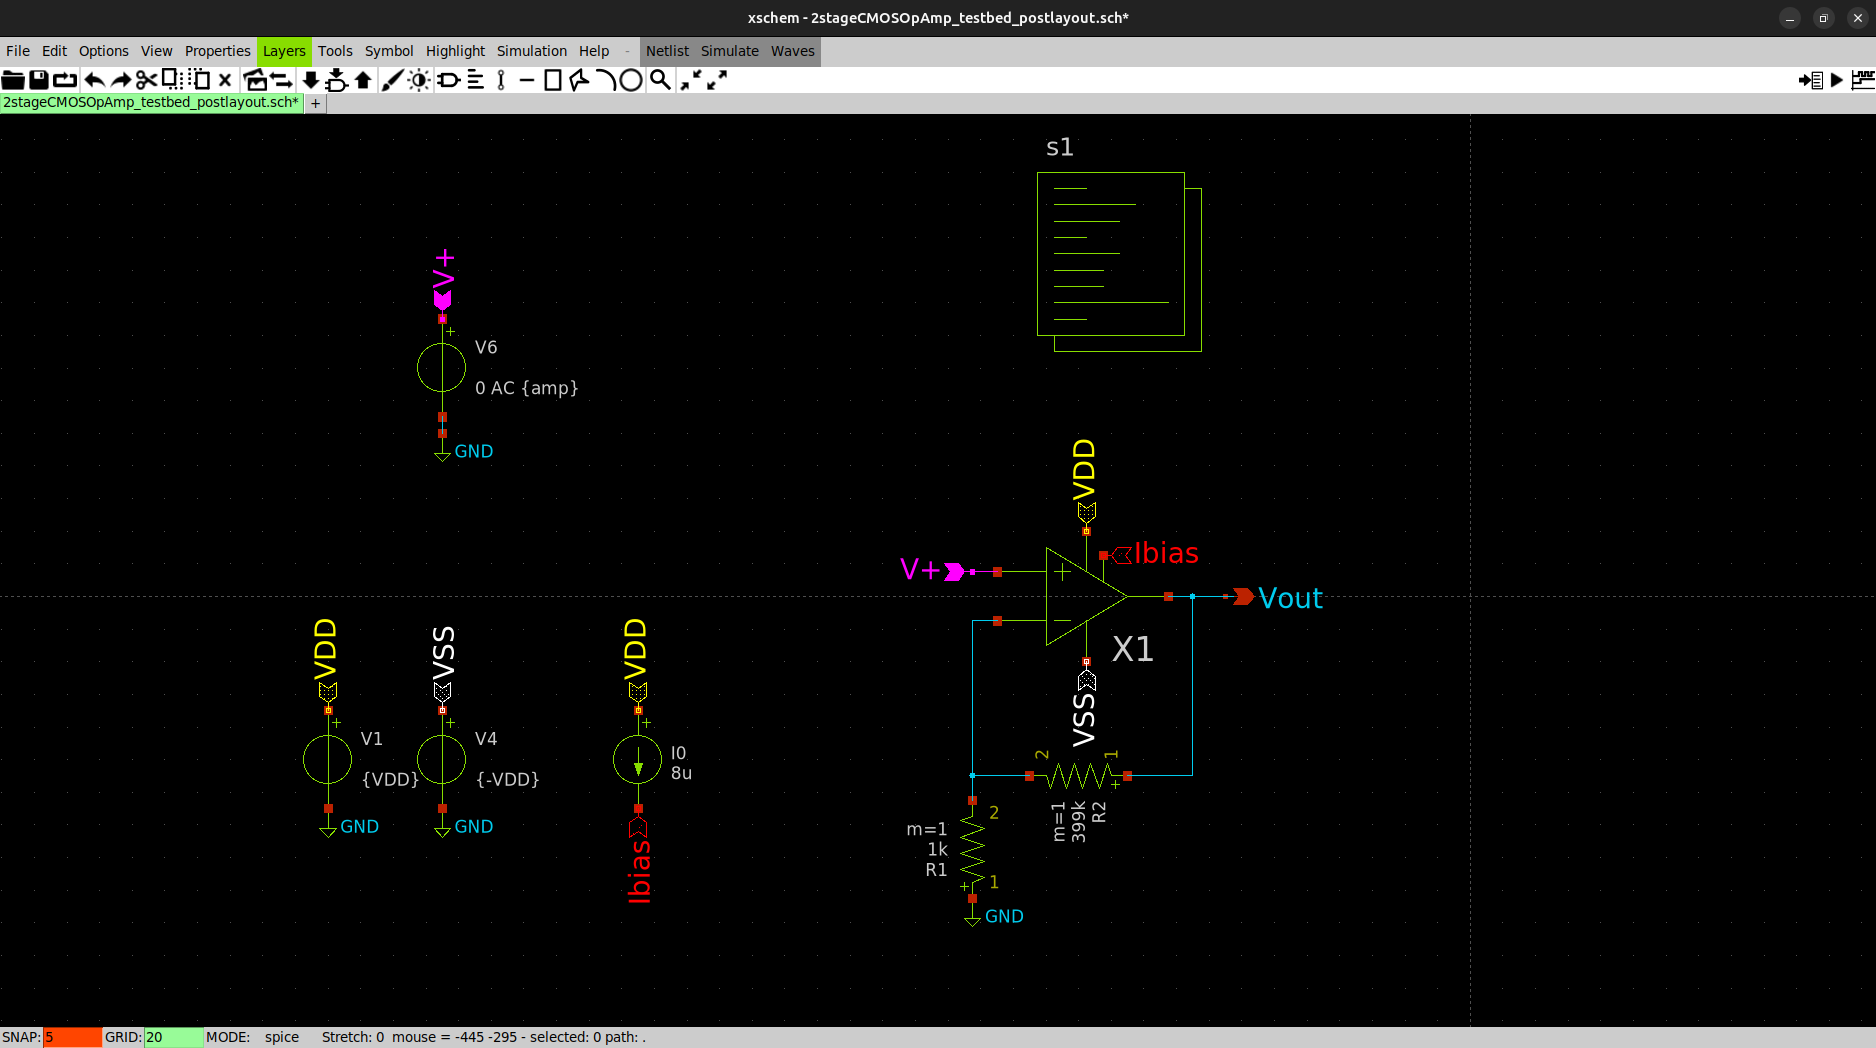 xschem - 2stageCMOSOpAmp_testbed_postlayout.sch*
File Edit Options View Properties Layers Tools Symbol Highlight Simulation Help - Netlist Simulate Waves
2stageCMOSOpAmp_testbed_postlayout.sch* +
s1
V+
+
V6
0 AC {amp}
GND
VDD
Ibias
V+
+
−
Vout
X1
VSS
VDD
+
V1
{VDD}
GND
VSS
+
V4
{-VDD}
GND
VDD
+
I0
8u
Ibias
2
1
+
m=1
399k
R2
2
m=1
1k
R1
1
+
GND
SNAP: 5 GRID: 20 MODE: spice Stretch: 0 mouse = -445 -295 - selected: 0 path: .